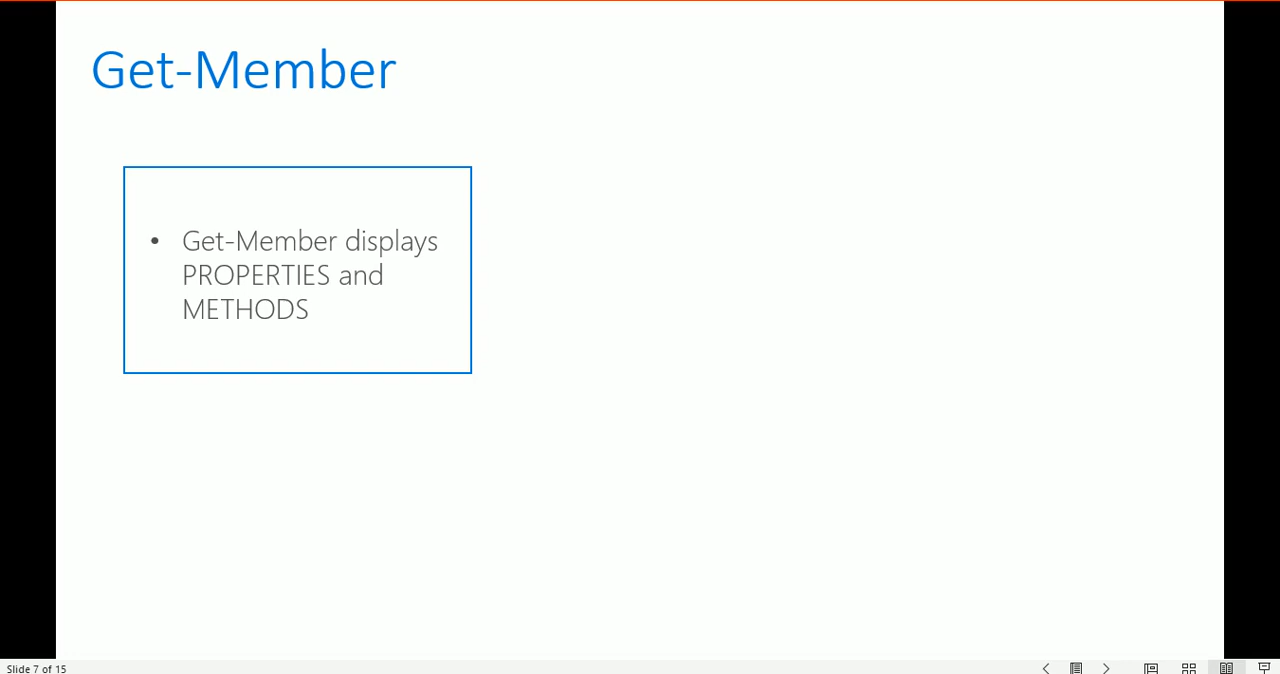 Get-Member
• Get-Member displays
PROPERTIES and
METHODS
Slide 7 of 15